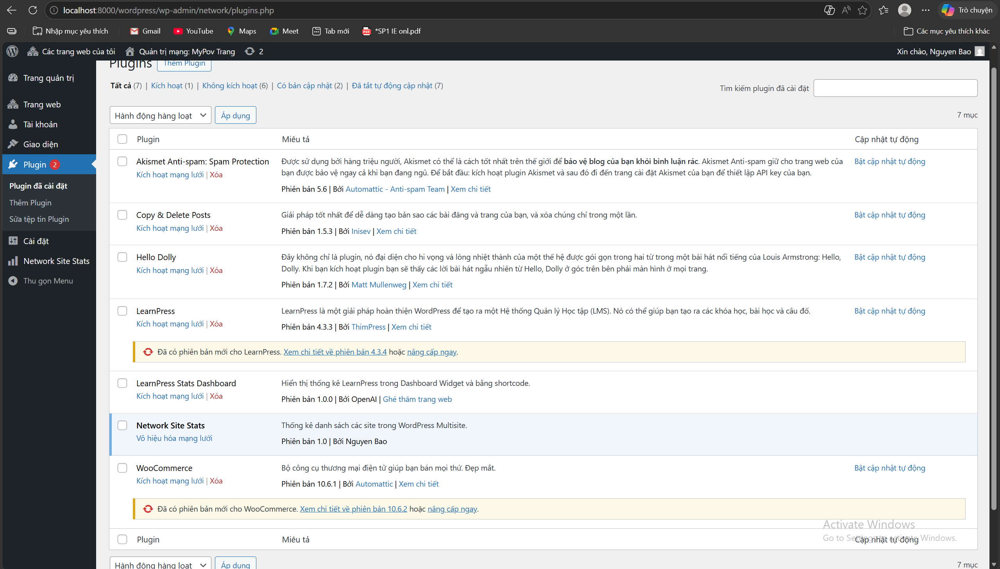 localhost:8000/wordpress/wp-admin/network/plugins.php
Trò chuyện
Nhập mục yêu thích
Gmail
YouTube
Maps
Meet
Tab mới
*SP1 IE onl.pdf
Các mục yêu thích khác
Các trang web của tôi
Quản trị mạng: MyPov Trang
2
Xin chào, Nguyen Bao
Trang quản trị
Trang web
Tài khoản
Giao diện
Plugin 2
Plugin đã cài đặt
Thêm Plugin
Sửa tệp tin Plugin
Cài đặt
Network Site Stats
Thu gọn Menu
Plugins
Thêm Plugin
Tất cả (7) | Kích hoạt (1) | Không kích hoạt (6) | Có bản cập nhật (2) | Đã tắt tự động cập nhật (7)
Tìm kiếm plugin đã cài đặt
Hành động hàng loạt
Áp dụng
7 mục
Plugin
Miêu tả
Cập nhật tự động
Akismet Anti-spam: Spam Protection
Kích hoạt mạng lưới | Xóa
Được sử dụng bởi hàng triệu người, Akismet có thể là cách tốt nhất trên thế giới để bảo vệ blog của bạn khỏi bình luận rác. Akismet Anti-spam giữ cho trang web của
bạn được bảo vệ ngay cả khi bạn đang ngủ. Để bắt đầu: kích hoạt plugin Akismet và sau đó đi đến trang cài đặt Akismet của bạn để thiết lập API key của bạn.
Phiên bản 5.6 | Bởi Automattic - Anti-spam Team | Xem chi tiết
Bật cập nhật tự động
Copy & Delete Posts
Kích hoạt mạng lưới | Xóa
Giải pháp tốt nhất để dễ dàng tạo bản sao các bài đăng và trang của bạn, và xóa chúng chỉ trong một lần.
Phiên bản 1.5.3 | Bởi Inisev | Xem chi tiết
Bật cập nhật tự động
Hello Dolly
Kích hoạt mạng lưới | Xóa
Đây không chỉ là plugin, nó đại diện cho hi vọng và lòng nhiệt thành của một thế hệ được gói gọn trong hai từ trong một bài hát nổi tiếng của Louis Armstrong: Hello,
Dolly. Khi bạn kích hoạt plugin bạn sẽ thấy các lời bài hát ngẫu nhiên từ Hello, Dolly ở góc trên bên phải màn hình ở mọi trang.
Phiên bản 1.7.2 | Bởi Matt Mullenweg | Xem chi tiết
Bật cập nhật tự động
LearnPress
Kích hoạt mạng lưới | Xóa
LearnPress là một giải pháp hoàn thiện WordPress để tạo ra một Hệ thống Quản lý Học tập (LMS). Nó có thể giúp bạn tạo ra các khóa học, bài học và câu đố.
Phiên bản 4.3.3 | Bởi ThimPress | Xem chi tiết
Bật cập nhật tự động
Đã có phiên bản mới cho LearnPress. Xem chi tiết về phiên bản 4.3.4 hoặc nâng cấp ngay.
LearnPress Stats Dashboard
Kích hoạt mạng lưới | Xóa
Hiển thị thống kê LearnPress trong Dashboard Widget và bằng shortcode.
Phiên bản 1.0.0 | Bởi OpenAI | Ghé thăm trang web
Network Site Stats
Vô hiệu hóa mạng lưới
Thống kê danh sách các site trong WordPress Multisite.
Phiên bản 1.0 | Bởi Nguyen Bao
WooCommerce
Kích hoạt mạng lưới | Xóa
Bộ công cụ thương mại điện tử giúp bạn bán mọi thứ. Đẹp mắt.
Phiên bản 10.6.1 | Bởi Automattic | Xem chi tiết
Bật cập nhật tự động
Đã có phiên bản mới cho WooCommerce. Xem chi tiết về phiên bản 10.6.2 hoặc nâng cấp ngay.
Activate Windows
Go to Settings to activate Windows.
Plugin
Miêu tả
Cập nhật tự động
Hành động hàng loạt
Áp dụng
7 mục